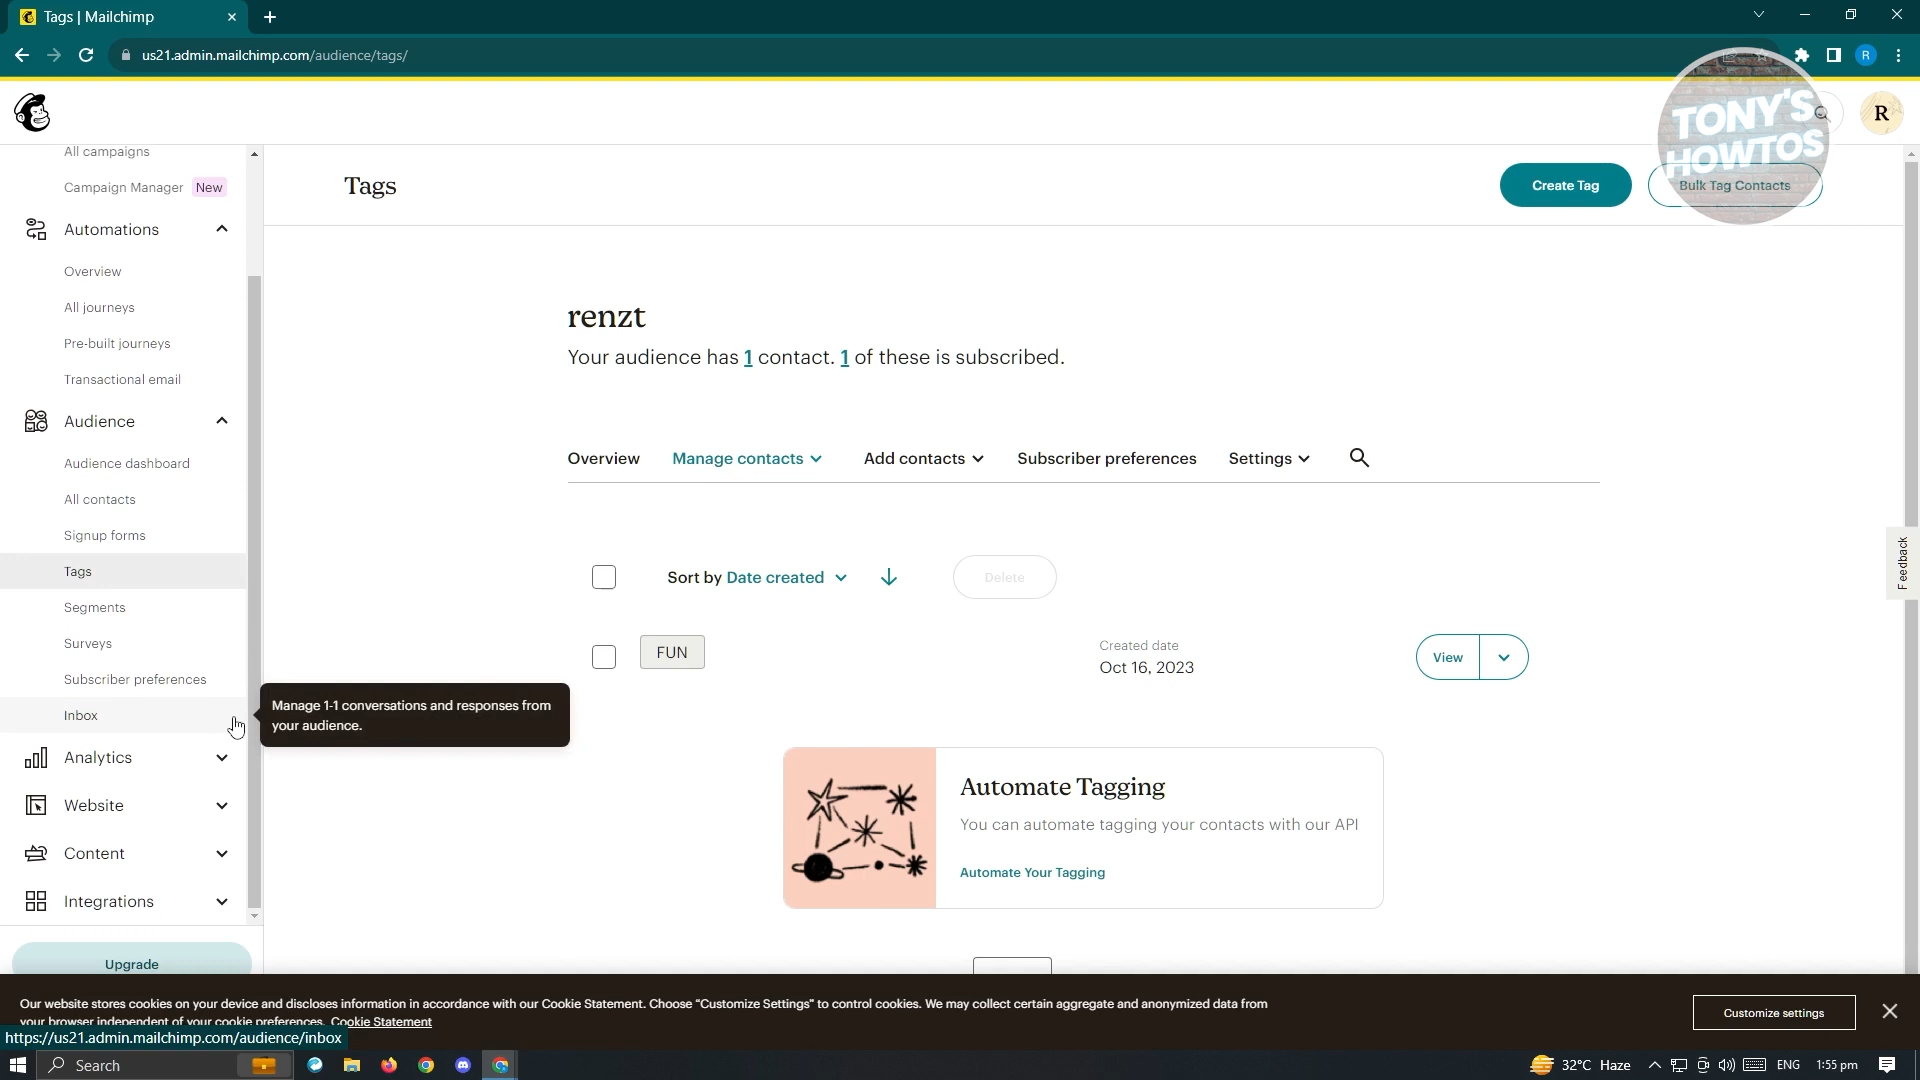 Tags | Mailchimp
us21.admin.mailchimp.com/audience/tags/
R
TONY'S
HOWTOS
R
All campaigns
Campaign Manager New
Automations
Overview
All journeys
Pre-built journeys
Transactional email
Audience
Audience dashboard
All contacts
Signup forms
Tags
Segments
Surveys
Subscriber preferences
Inbox
Manage 1-1 conversations and responses from
your audience.
Analytics
Website
Content
Integrations
Upgrade
Tags
Create Tag
Bulk Tag Contacts
renzt
Your audience has 1 contact. 1 of these is subscribed.
Overview Manage contacts Add contacts Subscriber preferences Settings
Sort by Date created
Delete
FUN
Created date
Oct 16, 2023
View
Automate Tagging
You can automate tagging your contacts with our API
Automate Your Tagging
Feedback
Our website stores cookies on your device and discloses information in accordance with our Cookie Statement. Choose "Customize Settings" to control cookies. We may collect certain aggregate and anonymized data from
your browser independent of your cookie preferences. Cookie Statement
Customize settings
https://us21.admin.mailchimp.com/audience/inbox
Search
32°C Haze
ENG
1:55 pm